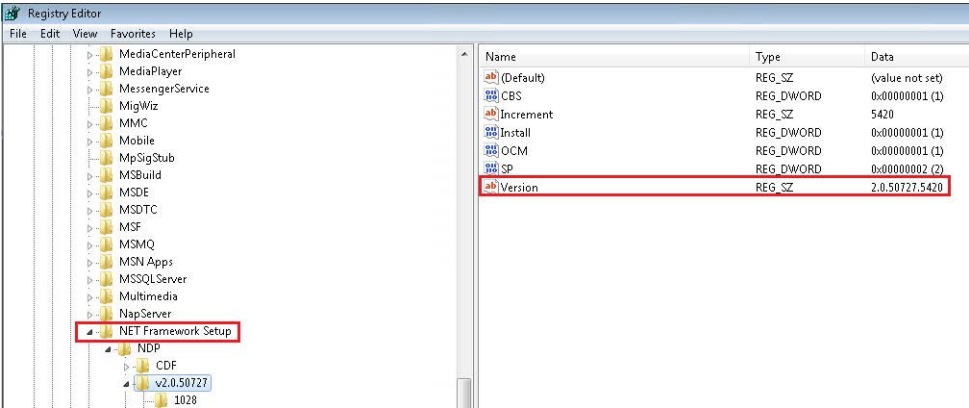 Registry Editor
File Edit View Favorites Help
MediaCenterPeripheral
MediaPlayer
MessengerService
MigWiz
MMC
Mobile
MpSigStub
MSBuild
MSDE
MSDTC
MSF
MSMQ
MSN Apps
MSSQLServer
Multimedia
NapServer
NET Framework Setup
NDP
CDF
v2.0.50727
1028
Name Type Data
ab (Default) REG_SZ (value not set)
CBS REG_DWORD 0x00000001 (1)
ab Increment REG_SZ 5420
Install REG_DWORD 0x00000001 (1)
OCM REG_DWORD 0x00000001 (1)
SP REG_DWORD 0x00000002 (2)
ab Version REG_SZ 2.0.50727.5420